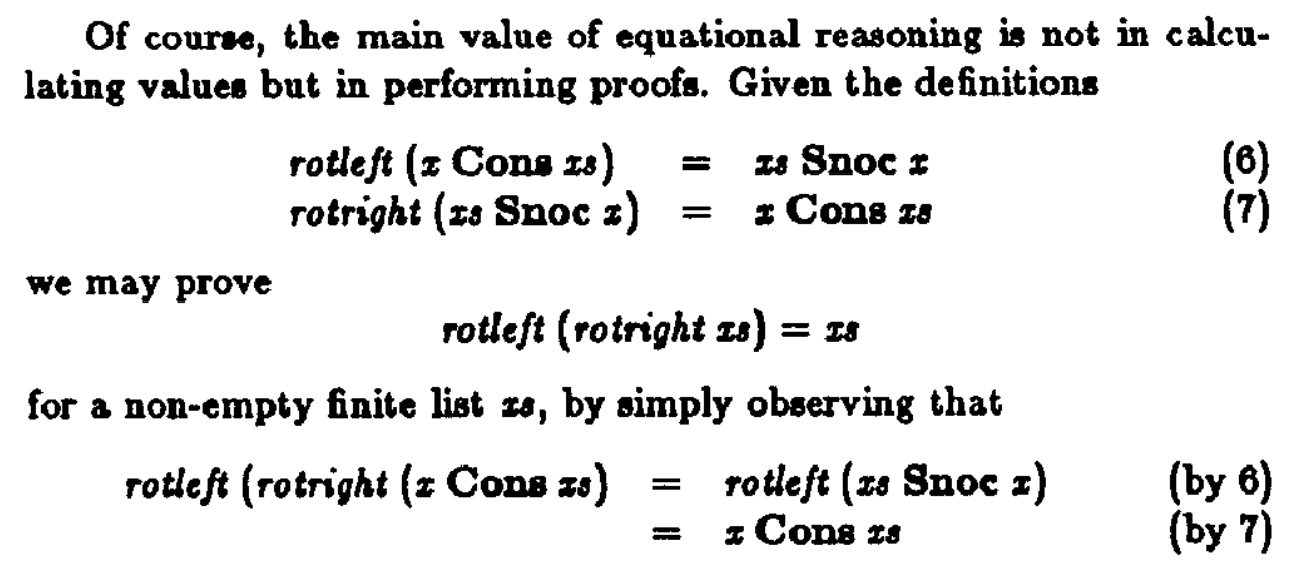 Of course, the main value of equational reasoning is not in calcu-
lating values but in performing proofs. Given the definitions
rotleft (x Cons xs) = xs Snoc x (6)
rotright (xs Snoc x) = x Cons xs (7)
we may prove
rotleft (rotright xs) = xs
for a non-empty finite list xs, by simply observing that
rotleft (rotright (x Cons xs) = rotleft (xs Snoc x) (by 6)
= x Cons xs (by 7)